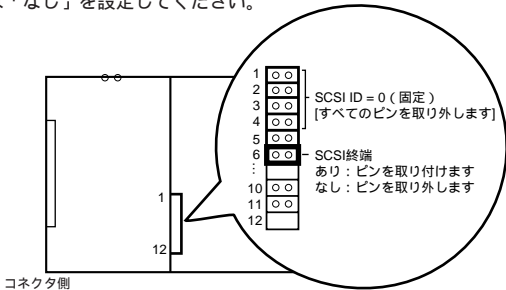 「なし」を設定してください。
1
2
3
4
5
6
⋮
10
11
12
SCSI ID = 0（固定）
[すべてのピンを取り外します]
SCSI終端
あり：ピンを取り付けます
なし：ピンを取り外します
1
12
コネクタ側